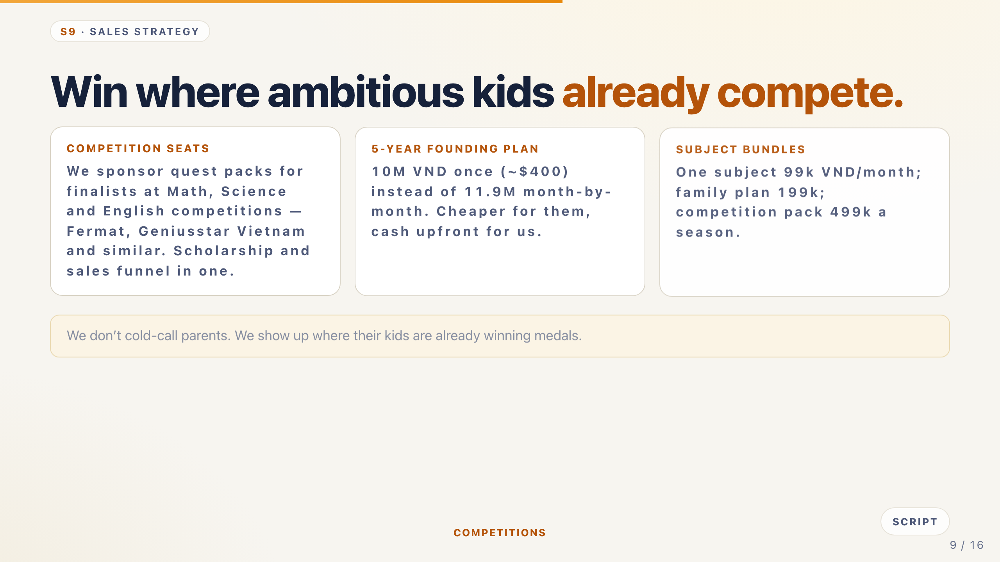 S9 · SALES STRATEGY
Win where ambitious kids already compete.
COMPETITION SEATS
We sponsor quest packs for
finalists at Math, Science
and English competitions —
Fermat, Geniusstar Vietnam
and similar. Scholarship and
sales funnel in one.
5-YEAR FOUNDING PLAN
10M VND once (~$400)
instead of 11.9M month-by-
month. Cheaper for them,
cash upfront for us.
SUBJECT BUNDLES
One subject 99k VND/month;
family plan 199k;
competition pack 499k a
season.
We don’t cold-call parents. We show up where their kids are already winning medals.
SCRIPT
COMPETITIONS
9 / 16